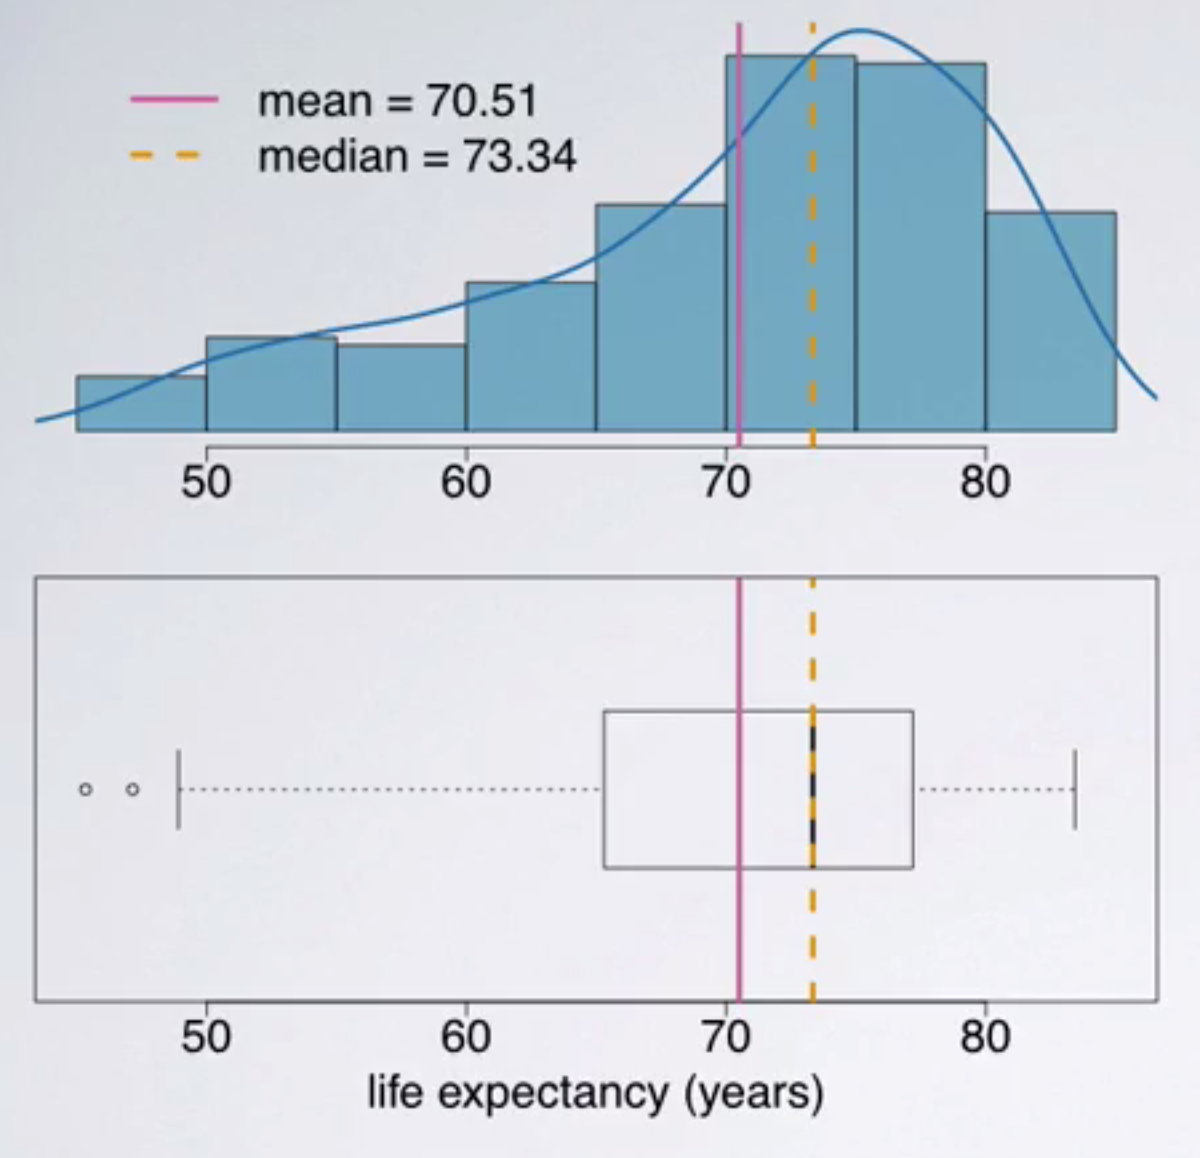 mean = 70.51
median = 73.34
50 60 70 80
50 60 70 80
life expectancy (years)